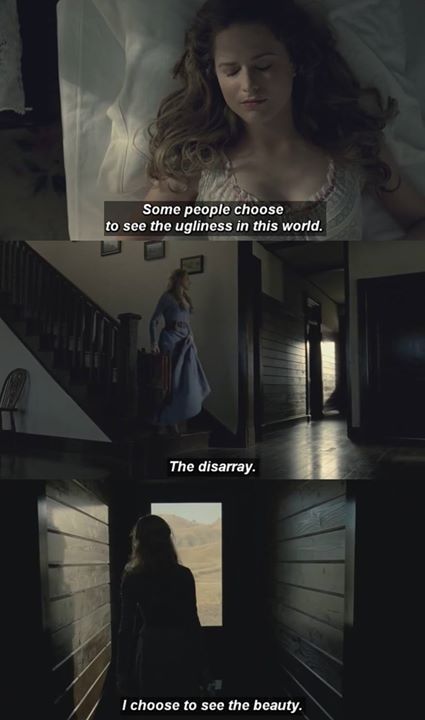 Some people choose
to see the ugliness in this world.
The disarray.
I choose to see the beauty.